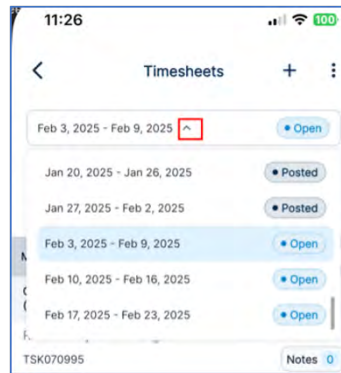 11:26
100
Timesheets
Feb 3, 2025 - Feb 9, 2025 Open
Jan 20, 2025 - Jan 26, 2025 Posted
Jan 27, 2025 - Feb 2, 2025 Posted
Feb 3, 2025 - Feb 9, 2025 Open
Feb 10, 2025 - Feb 16, 2025 Open
Feb 17, 2025 - Feb 23, 2025 Open
TSK070995 Notes 0